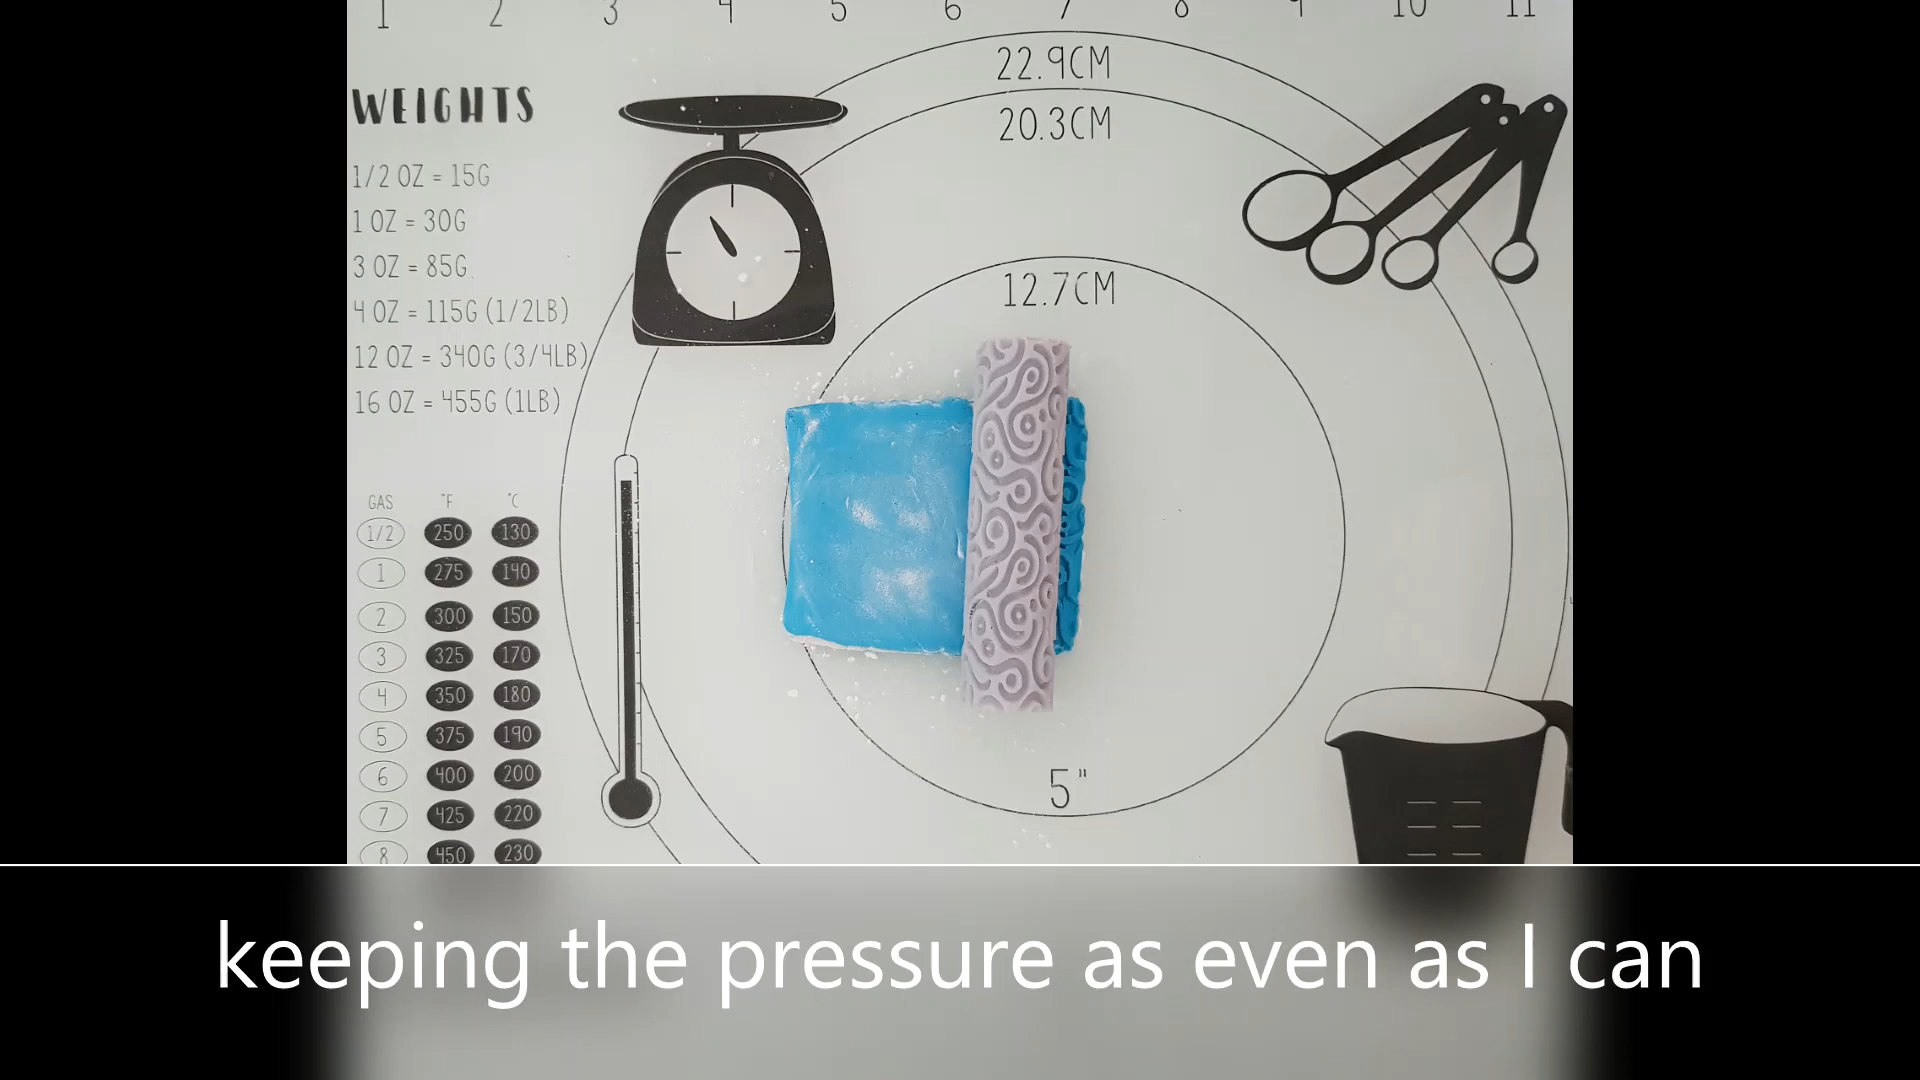 1 2 3 4 5 6 7 8 9 10 11
22.9CM
20.3CM
WEIGHTS
1/2 OZ = 15G
1 OZ = 30G
3 OZ = 85G
4 OZ = 115G (1/2LB)
12 OZ = 340G (3/4LB)
16 OZ = 455G (1LB)
12.7CM
GAS °F °C
1/2 250 130
1 275 140
2 300 150
3 325 170
4 350 180
5 375 190
6 400 200
7 425 220
8 450 230
5"
keeping the pressure as even as I can